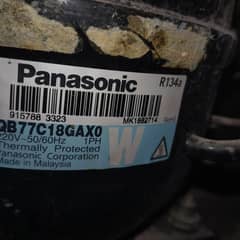 Panasonic
R134a
915788 3323
MK1882714
QB77C18GAX0
220V~50/60Hz 1PH
Thermally Protected
Panasonic Corporation
Made in Malaysia
W